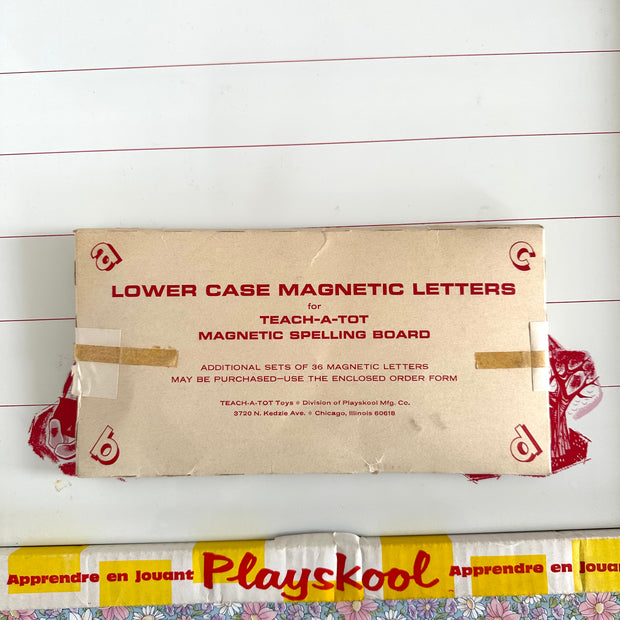 a
c
LOWER CASE MAGNETIC LETTERS
for
TEACH-A-TOT
MAGNETIC SPELLING BOARD
ADDITIONAL SETS OF 36 MAGNETIC LETTERS
MAY BE PURCHASED—USE THE ENCLOSED ORDER FORM
TEACH-A-TOT Toys • Division of Playskool Mfg. Co.
3720 N. Kedzie Ave. • Chicago, Illinois 60618
b
d
Apprendre en Jouant Playskool Apprendre en Joua